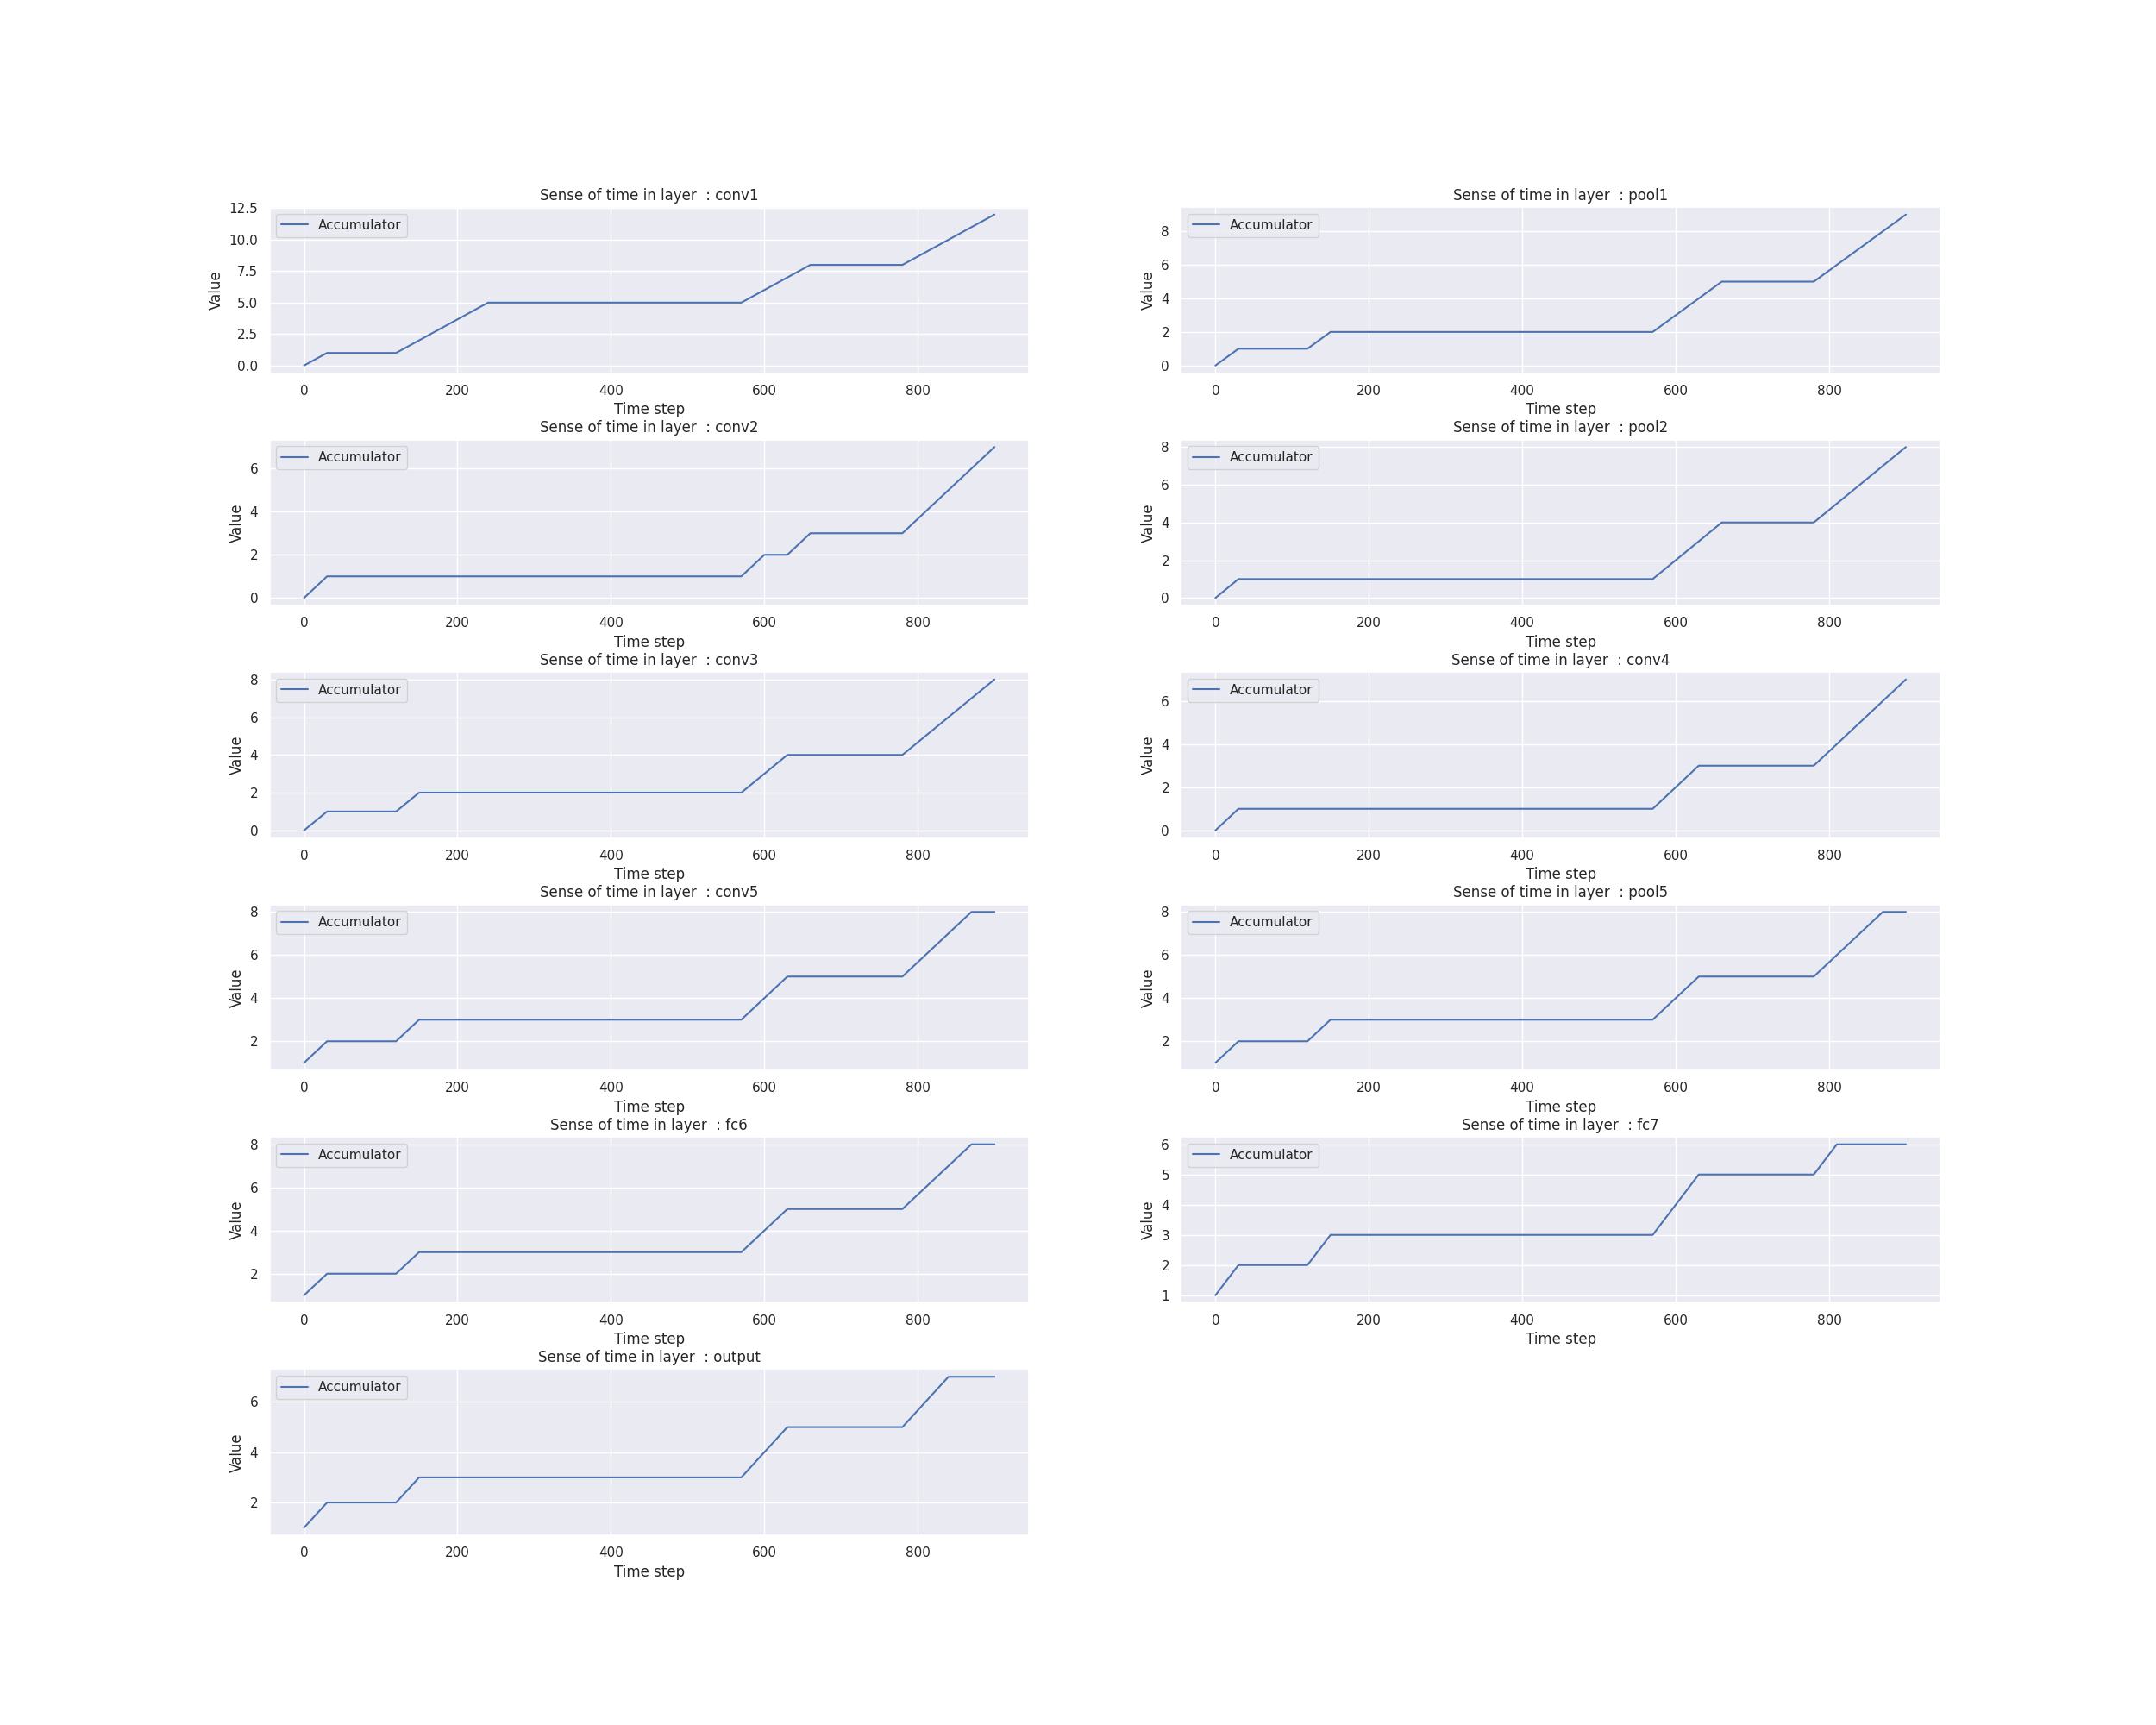 Sense of time in layer  : conv1
Accumulator
Value
12.5
10.0
7.5
5.0
2.5
0.0
0 200 400 600 800
Time step
Sense of time in layer  : pool1
Accumulator
Value
8
6
4
2
0
0 200 400 600 800
Time step
Sense of time in layer  : conv2
Accumulator
Value
6
4
2
0
0 200 400 600 800
Time step
Sense of time in layer  : pool2
Accumulator
Value
8
6
4
2
0
0 200 400 600 800
Time step
Sense of time in layer  : conv3
Accumulator
Value
8
6
4
2
0
0 200 400 600 800
Time step
Sense of time in layer  : conv4
Accumulator
Value
6
4
2
0
0 200 400 600 800
Time step
Sense of time in layer  : conv5
Accumulator
Value
8
6
4
2
0 200 400 600 800
Time step
Sense of time in layer  : pool5
Accumulator
Value
8
6
4
2
0 200 400 600 800
Time step
Sense of time in layer  : fc6
Accumulator
Value
8
6
4
2
0 200 400 600 800
Time step
Sense of time in layer  : fc7
Accumulator
Value
6
5
4
3
2
1
0 200 400 600 800
Time step
Sense of time in layer  : output
Accumulator
Value
6
4
2
0 200 400 600 800
Time step